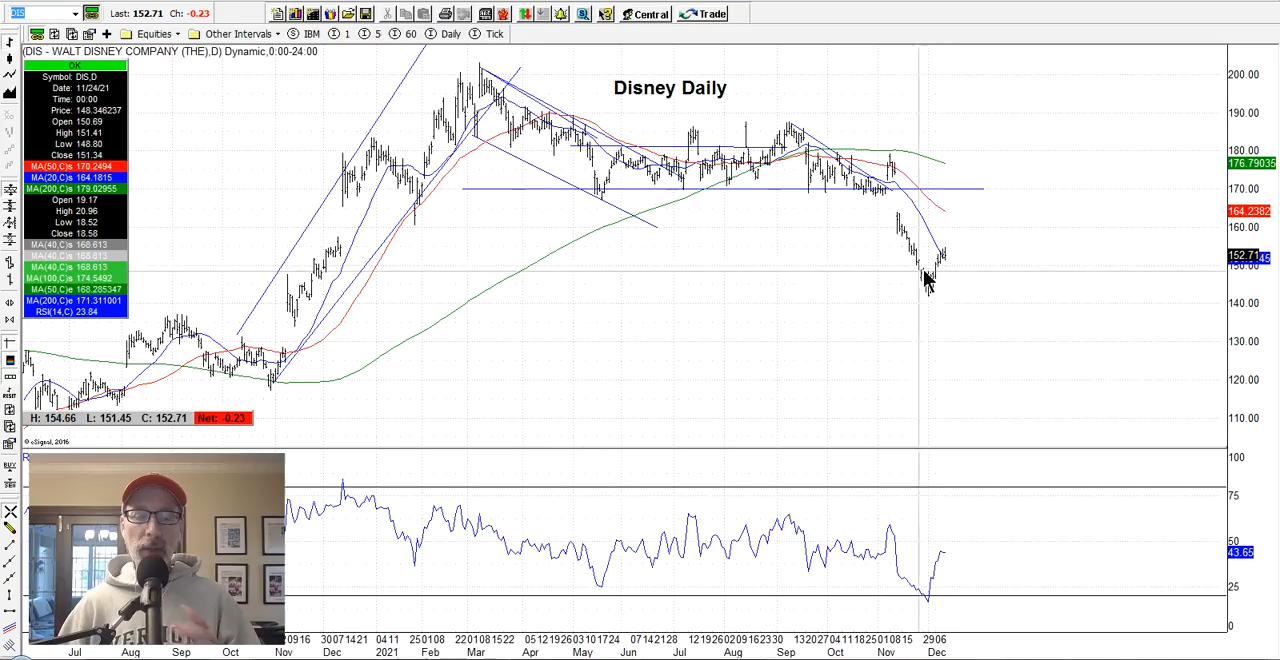 DIS Last: 152.71 Ch: -0.23 Central Trade
Equities Other Intervals S IBM I 1 I 5 I 60 I Daily I Tick
(DIS - WALT DISNEY COMPANY (THE),D) Dynamic,0:00-24:00
OK
Symbol: DIS,D
Date: 11/24/21
Time: 00:00
Price: 148.346237
Open 150.69
High 151.41
Low 148.55
Close 151.34
MA(50,C)s 170.2494
MA(20,C)s 164.1815
MA(200,C)s 179.02955
Open 19.17
High 20.96
Low 18.52
Close 18.58
MA(40,C)s 168.613
MA(40,C)s 168.613
MA(40,C)s 168.613
MA(100,C)s 174.5492
MA(50,C)e 168.285347
MA(200,C)e 171.311001
RSI(14,C) 23.84
Disney Daily
200.00
190.00
180.00
176.79035
170.00
164.2382
160.00
152.71
45
150.00
140.00
130.00
120.00
110.00
H: 154.66 L: 151.45 C: 152.71 Net: -0.23
© eSignal, 2016
R
100
75
50
43.65
25
0
BUY
RESET
Jul Aug Sep Oct Nov Dec 2021 Feb Mar Apr May Jun Jul Aug Sep Oct Nov Dec